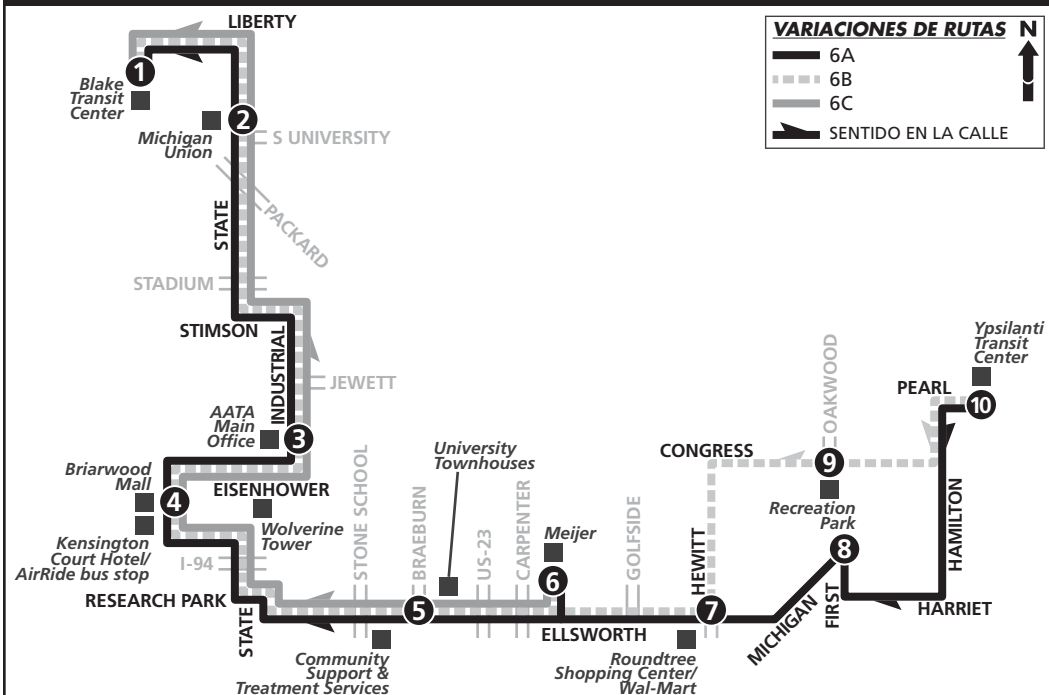 LIBERTY
VARIACIONES DE RUTAS
N
6A
6B
6C
SENTIDO EN LA CALLE
1
Blake
Transit
Center
2
Michigan
Union
S UNIVERSITY
PACKARD
STATE
STADIUM
STIMSON
INDUSTRIAL
JEWETT
AATA
Main
Office
3
Briarwood
Mall
4
EISENHOWER
Kensington
Court Hotel/
AirRide bus stop
Wolverine
Tower
I-94
RESEARCH PARK
STATE
STONE SCHOOL
BRAEBURN
University
Townhouses
US-23
CARPENTER
Meijer
5
6
Community
Support &
Treatment Services
ELLSWORTH
GOLFSIDE
HEWITT
7
Roundtree
Shopping Center/
Wal-Mart
CONGRESS
OAKWOOD
9
Recreation
Park
8
MICHIGAN
FIRST
HARRIET
HAMILTON
PEARL
Ypsilanti
Transit
Center
10